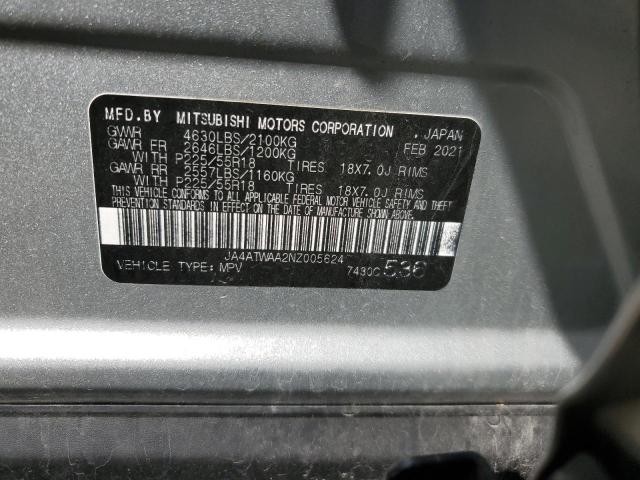 MFD.BY MITSUBISHI MOTORS CORPORATION . JAPAN
GVWR 4630LBS/2100KG FEB 2021
GAWR FR 2646LBS/1200KG
WITH P225/55R18 TIRES 18X7.0J RIMS
GAWR RR 2557LBS/1160KG
WITH P225/55R18 TIRES 18X7.0J RIMS
THIS VEHICLE CONFORMS TO ALL APPLICABLE FEDERAL MOTOR VEHICLE SAFETY AND THEFT
PREVENTION STANDARDS IN EFFECT ON THE DATE OF MANUFACTURE SHOWN ABOVE.
JA4ATWAA2NZ005624
VEHICLE TYPE:MPV 7430C 536